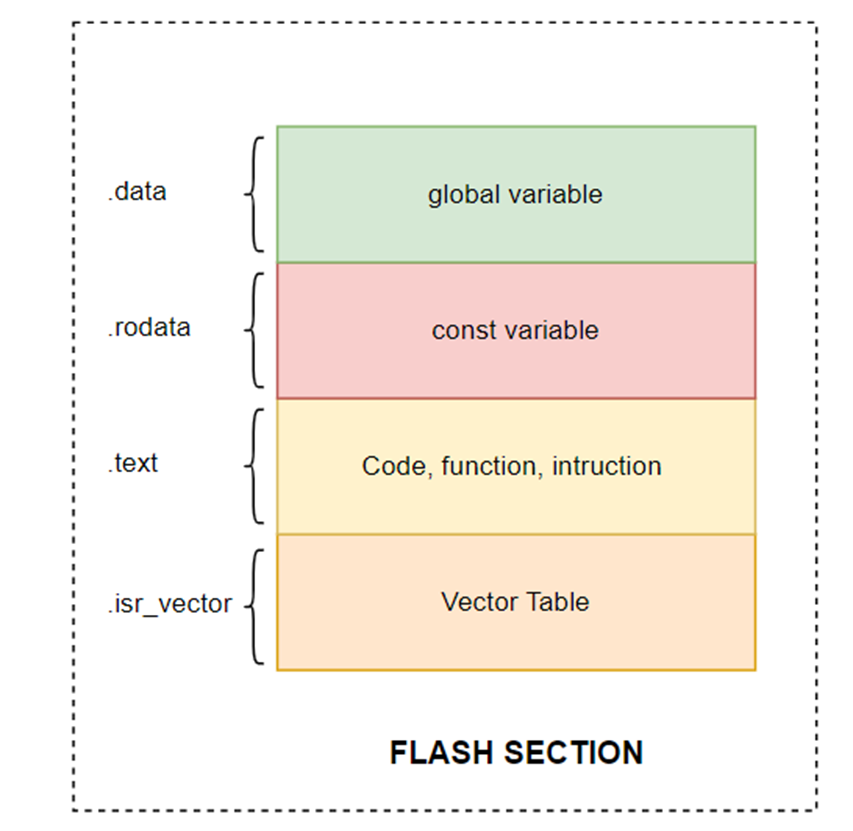 .data
global variable
.rodata
const variable
.text
Code, function, intruction
.isr_vector
Vector Table
FLASH SECTION